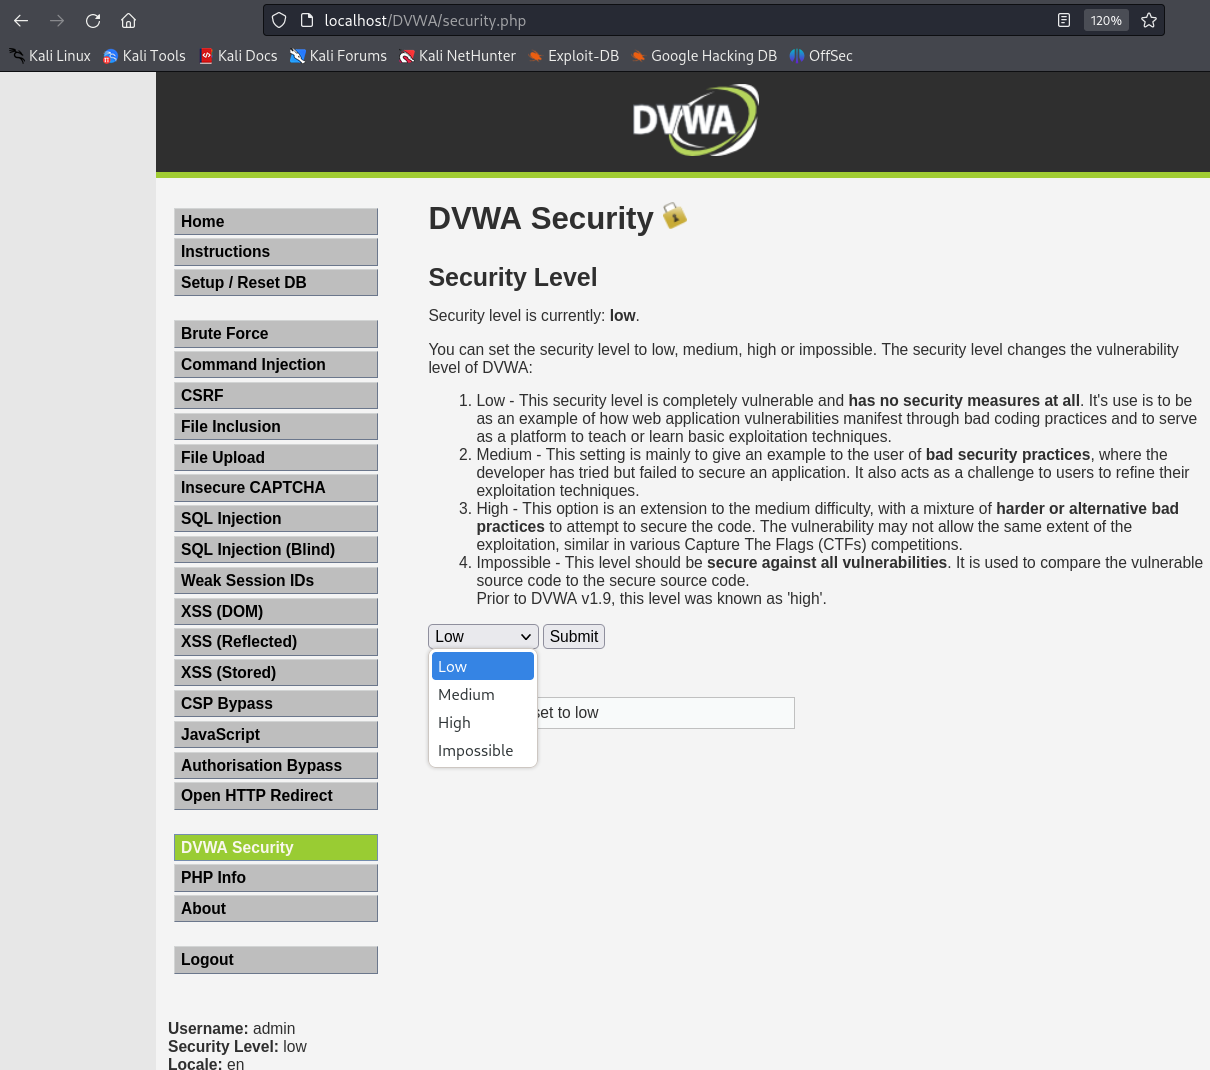 localhost/DVWA/security.php
120%
Kali Linux
Kali Tools
Kali Docs
Kali Forums
Kali NetHunter
Exploit-DB
Google Hacking DB
OffSec
DVWA
Home
Instructions
Setup / Reset DB
Brute Force
Command Injection
CSRF
File Inclusion
File Upload
Insecure CAPTCHA
SQL Injection
SQL Injection (Blind)
Weak Session IDs
XSS (DOM)
XSS (Reflected)
XSS (Stored)
CSP Bypass
JavaScript
Authorisation Bypass
Open HTTP Redirect
DVWA Security
PHP Info
About
Logout
DVWA Security
Security Level
Security level is currently: low.
You can set the security level to low, medium, high or impossible. The security level changes the vulnerability
level of DVWA:
1. Low - This security level is completely vulnerable and has no security measures at all. It's use is to be
as an example of how web application vulnerabilities manifest through bad coding practices and to serve
as a platform to teach or learn basic exploitation techniques.
2. Medium - This setting is mainly to give an example to the user of bad security practices, where the
developer has tried but failed to secure an application. It also acts as a challenge to users to refine their
exploitation techniques.
3. High - This option is an extension to the medium difficulty, with a mixture of harder or alternative bad
practices to attempt to secure the code. The vulnerability may not allow the same extent of the
exploitation, similar in various Capture The Flags (CTFs) competitions.
4. Impossible - This level should be secure against all vulnerabilities. It is used to compare the vulnerable
source code to the secure source code.
Prior to DVWA v1.9, this level was known as 'high'.
Low
Submit
Low
Medium
High
Impossible
set to low
Username: admin
Security Level: low
Locale: en